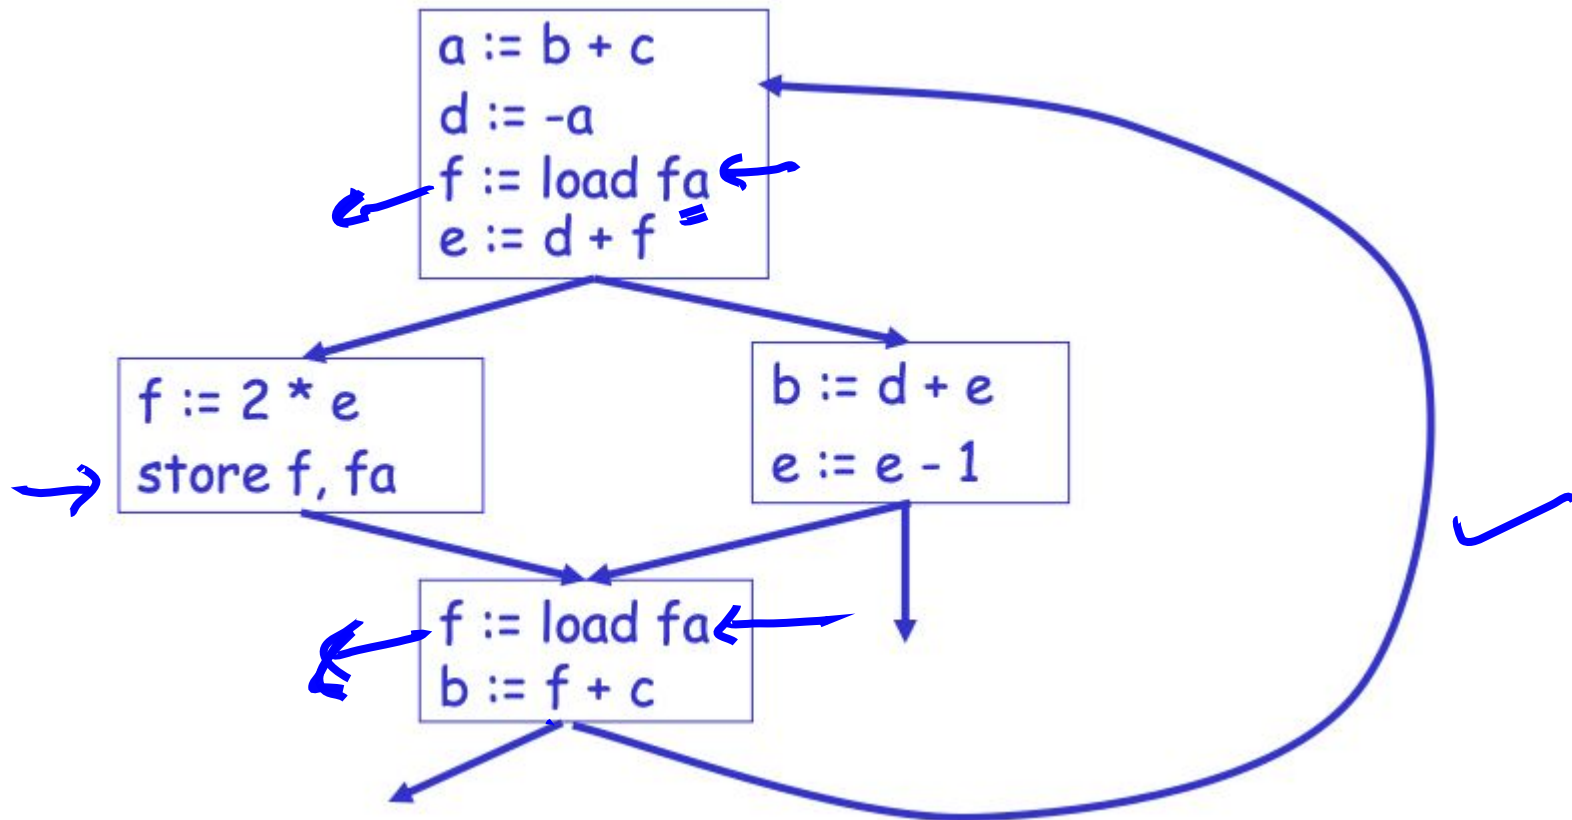 a := b + c
d := -a
f := load fa
e := d + f
f := 2 * e
store f, fa
b := d + e
e := e - 1
f := load fa
b := f + c